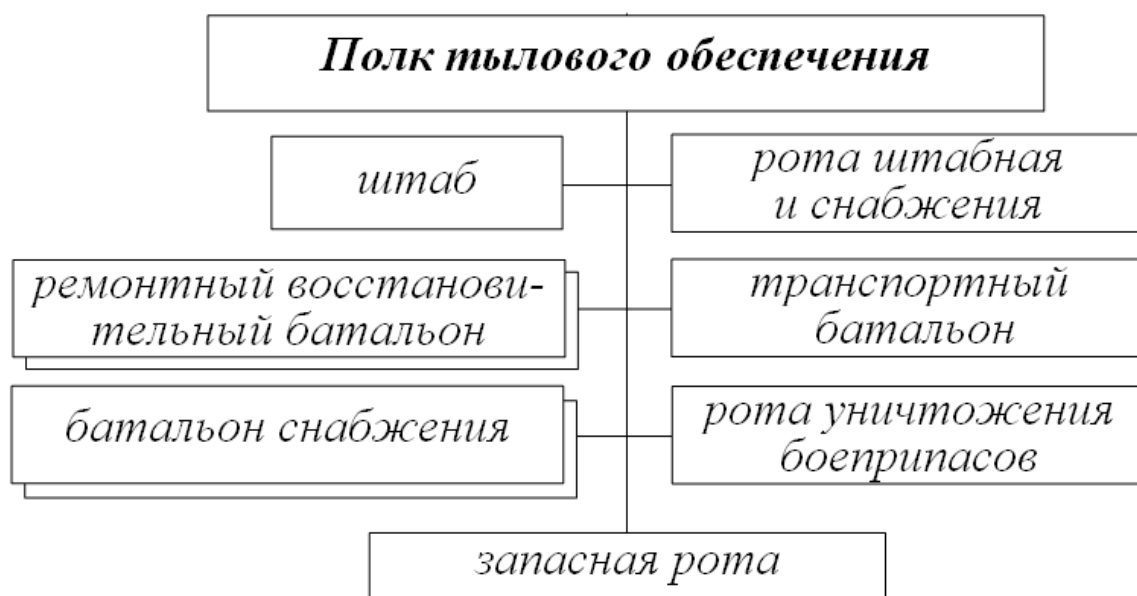 Полк тылового обеспечения
штаб
рота штабная
и снабжения
ремонтный восстанови-
тельный батальон
транспортный
батальон
батальон снабжения
рота уничтожения
боеприпасов
запасная рота